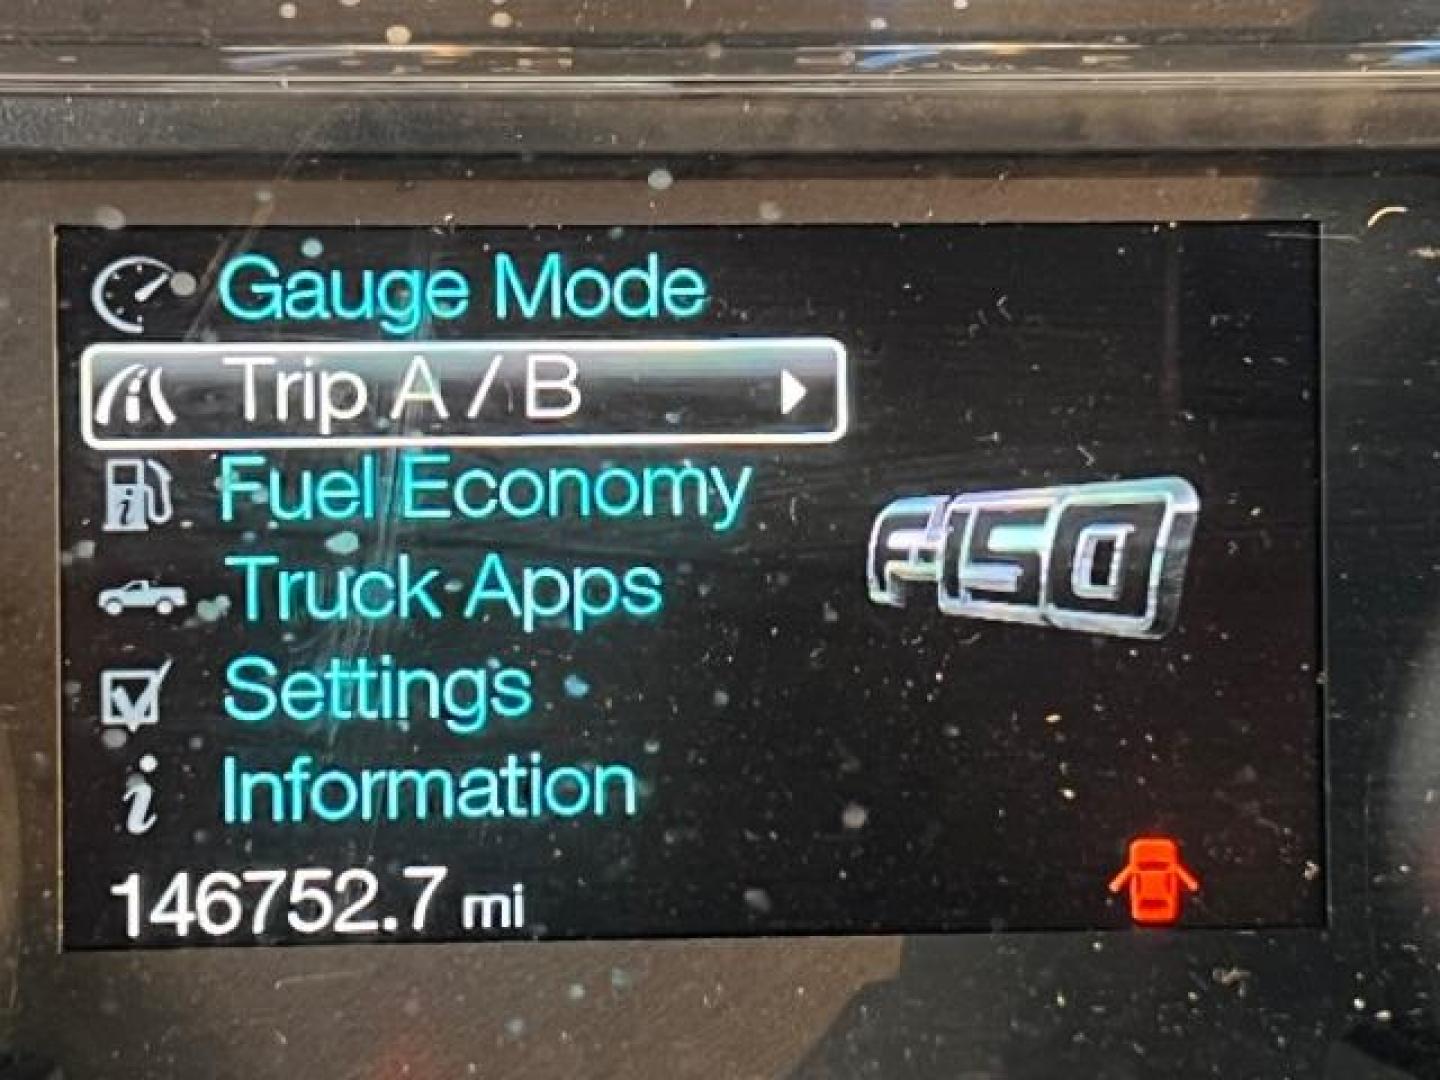 Gauge Mode
Trip A / B
Fuel Economy
Truck Apps
F-150
Settings
Information
146752.7 mi